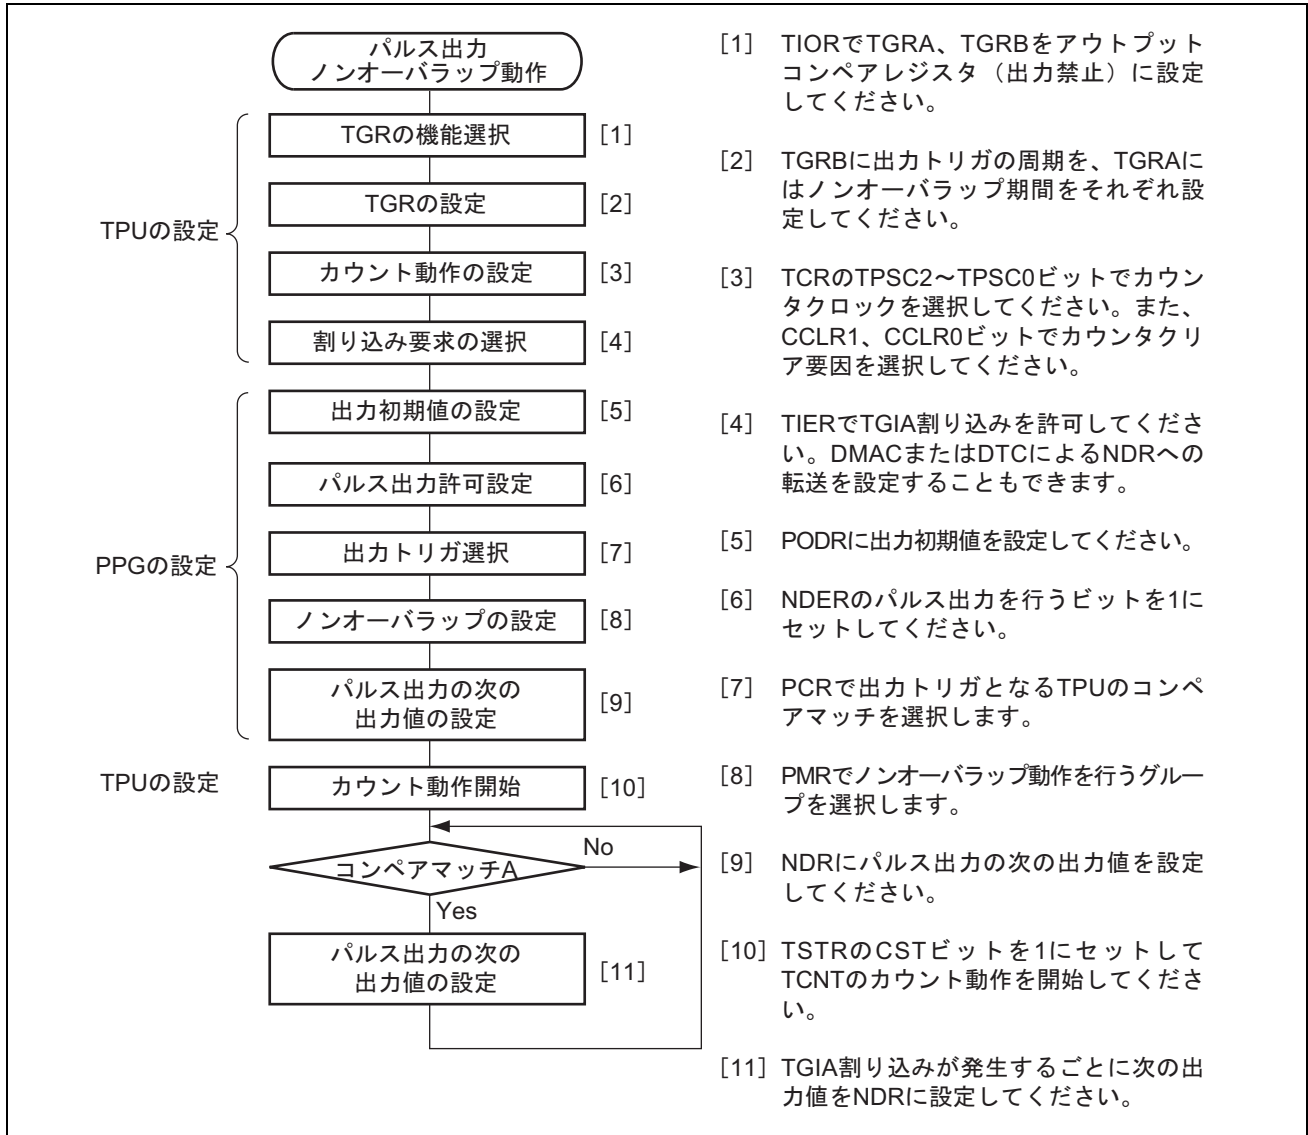 パルス出力
ノンオーバラップ動作
TPUの設定
TGRの機能選択
[1]
TGRの設定
[2]
カウント動作の設定
[3]
割り込み要求の選択
[4]
PPGの設定
出力初期値の設定
[5]
パルス出力許可設定
[6]
出力トリガ選択
[7]
ノンオーバラップの設定
[8]
パルス出力の次の
出力値の設定
[9]
TPUの設定
カウント動作開始
[10]
コンペアマッチA
No
Yes
パルス出力の次の
出力値の設定
[11]
[1] TIORでTGRA、TGRBをアウトプット
コンペアレジスタ（出力禁止）に設定
してください。
[2] TGRBに出力トリガの周期を、TGRAに
はノンオーバラップ期間をそれぞれ設
定してください。
[3] TCRのTPSC2～TPSC0ビットでカウン
タクロックを選択してください。また、
CCLR1、CCLR0ビットでカウンタクリ
ア要因を選択してください。
[4] TIERでTGIA割り込みを許可してくださ
い。DMACまたはDTCによるNDRへの
転送を設定することもできます。
[5] PODRに出力初期値を設定してください。
[6] NDERのパルス出力を行うビットを1に
セットしてください。
[7] PCRで出力トリガとなるTPUのコンペ
アマッチを選択します。
[8] PMRでノンオーバラップ動作を行うグルー
プを選択します。
[9] NDRにパルス出力の次の出力値を設定
してください。
[10] TSTRのCSTビットを1にセットして
TCNTのカウント動作を開始してくださ
い。
[11] TGIA割り込みが発生するごとに次の出
力値をNDRに設定してください。